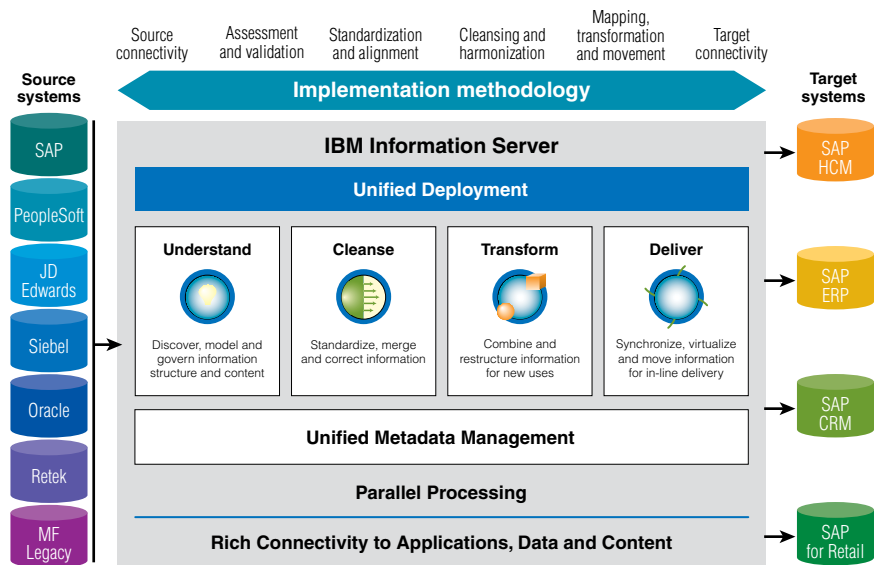 Source
connectivity
Assessment
and validation
Standardization
and alignment
Cleansing and
harmonization
Mapping,
transformation
and movement
Target
connectivity
Source
systems
Implementation methodology
Target
systems
SAP
PeopleSoft
JD
Edwards
Siebel
Oracle
Retek
MF
Legacy
IBM Information Server
Unified Deployment
Understand
Discover, model and
govern information
structure and content
Cleanse
Standardize, merge
and correct information
Transform
Combine and
restructure information
for new uses
Deliver
Synchronize, virtualize
and move information
for in-line delivery
Unified Metadata Management
Parallel Processing
Rich Connectivity to Applications, Data and Content
SAP
HCM
SAP
ERP
SAP
CRM
SAP
for Retail